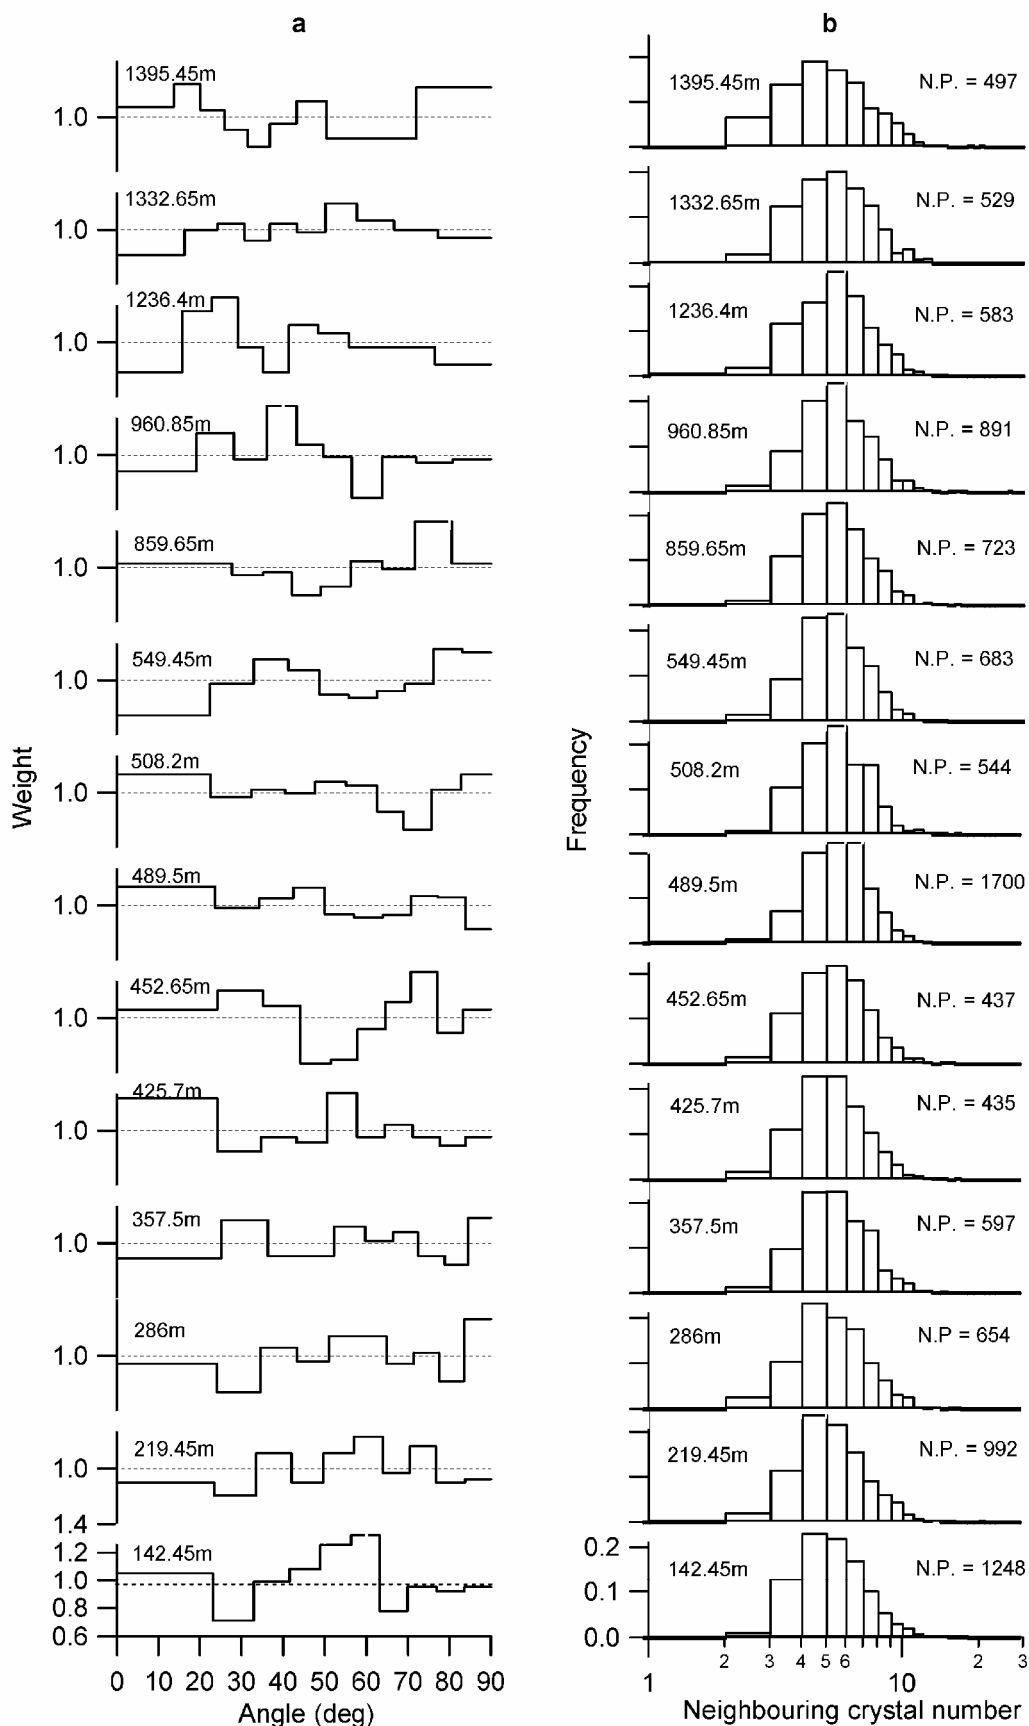 a
b
1395.45m
1.0
1395.45m
N.P. = 497
1332.65m
1.0
1332.65m
N.P. = 529
1236.4m
1.0
1236.4m
N.P. = 583
960.85m
1.0
960.85m
N.P. = 891
859.65m
1.0
859.65m
N.P. = 723
549.45m
1.0
549.45m
N.P. = 683
Weight
Frequency
508.2m
1.0
508.2m
N.P. = 544
489.5m
1.0
489.5m
N.P. = 1700
452.65m
1.0
452.65m
N.P. = 437
425.7m
1.0
425.7m
N.P. = 435
357.5m
1.0
357.5m
N.P. = 597
286m
1.0
286m
N.P = 654
219.45m
1.0
219.45m
N.P. = 992
1.4
1.2
1.0
0.8
0.6
142.45m
0.2
0.1
0.0
142.45m
N.P. = 1248
0 10 20 30 40 50 60 70 80 90
Angle (deg)
1 2 3 4 5 6 10 2 3
Neighbouring crystal number